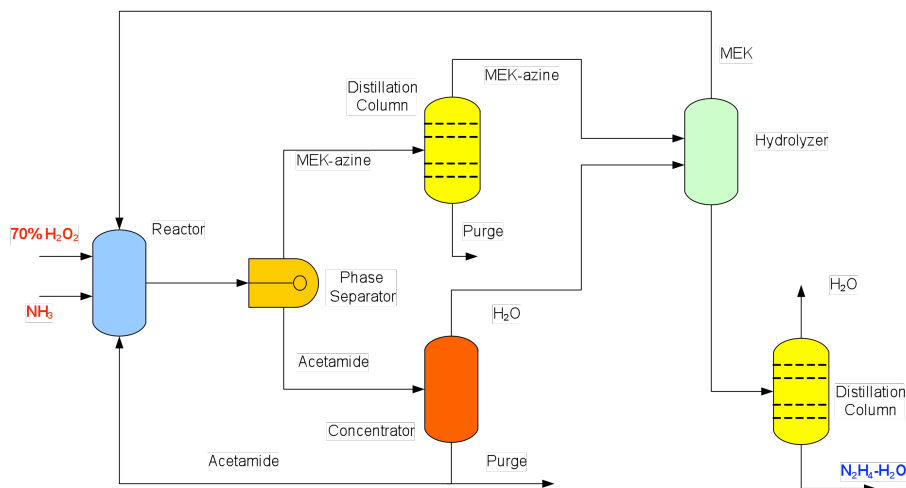 MEK
Distillation
Column
MEK-azine
Hydrolyzer
MEK-azine
70% H₂O₂
Reactor
Purge
Phase
Separator
NH₃
H₂O
H₂O
Acetamide
Distillation
Column
Concentrator
Acetamide
Purge
N₂H₄-H₂O